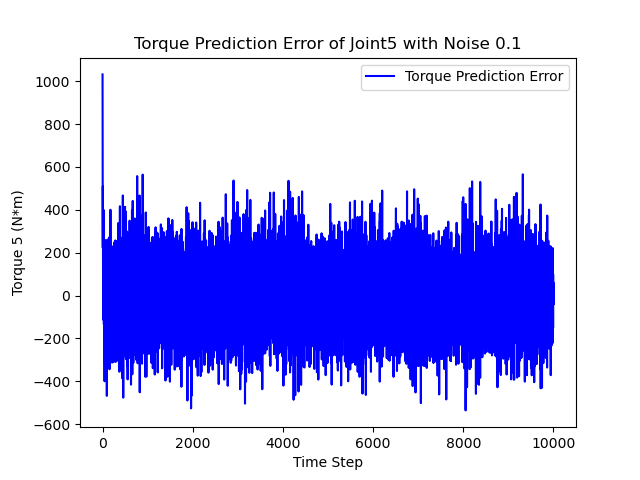 Torque Prediction Error of Joint5 with Noise 0.1
Torque Prediction Error
1000
800
600
400
200
0
−200
−400
−600
Torque 5 (N*m)
0 2000 4000 6000 8000 10000
Time Step